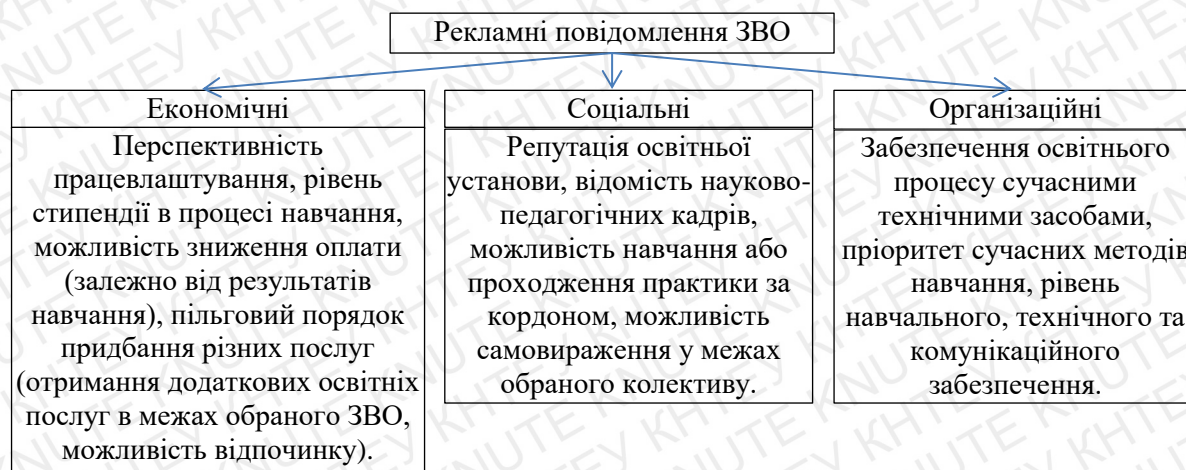 Рекламні повідомлення ЗВО
Економічні
Перспективність
працевлаштування, рівень
стипендії в процесі навчання,
можливість зниження оплати
(залежно від результатів
навчання), пільговий порядок
придбання різних послуг
(отримання додаткових освітніх
послуг в межах обраного ЗВО,
можливість відпочинку).
Соціальні
Репутація освітньої
установи, відомість науково-
педагогічних кадрів,
можливість навчання або
проходження практики за
кордоном, можливість
самовираження у межах
обраного колективу.
Організаційні
Забезпечення освітнього
процесу сучасними
технічними засобами,
пріоритет сучасних методів
навчання, рівень
навчального, технічного та
комунікаційного
забезпечення.